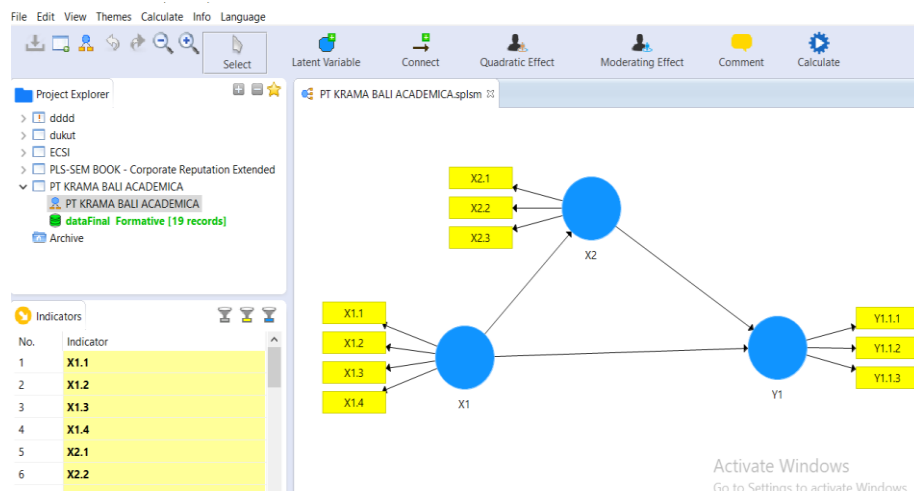 File Edit View Themes Calculate Info Language
Select
Latent Variable
Connect
Quadratic Effect
Moderating Effect
Comment
Calculate
Project Explorer
dddd
dukut
ECSI
PLS-SEM BOOK - Corporate Reputation Extended
PT KRAMA BALI ACADEMICA
PT KRAMA BALI ACADEMICA
dataFinal Formative [19 records]
Archive
Indicators
No. Indicator
1 X1.1
2 X1.2
3 X1.3
4 X1.4
5 X2.1
6 X2.2
PT KRAMA BALI ACADEMICA.splsm
X2.1
X2.2
X2.3
X2
X1.1
X1.2
X1.3
X1.4
X1
Y1.1.1
Y1.1.2
Y1.1.3
Y1
Activate Windows
Go to Settings to activate Windows.